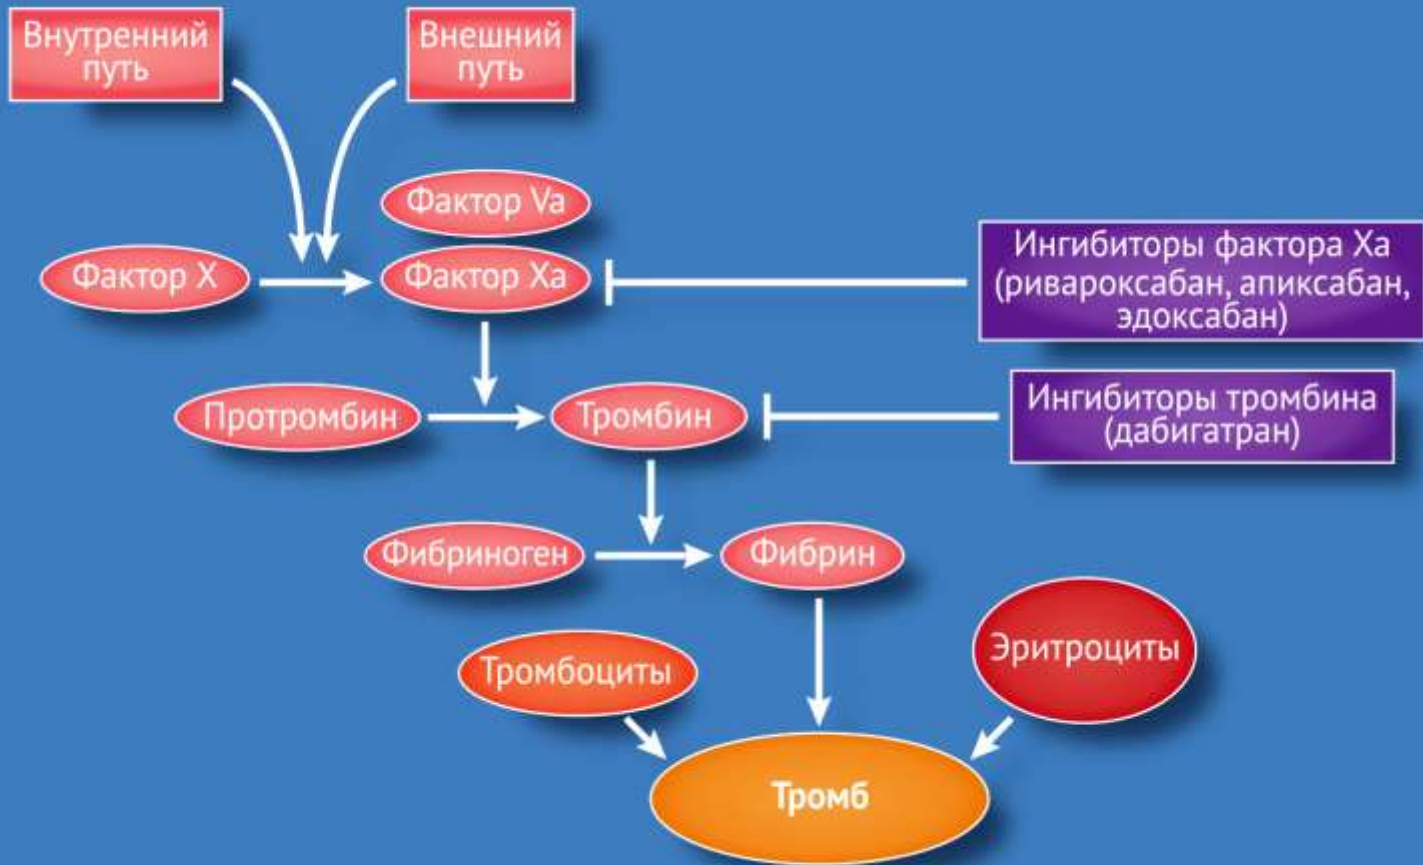 Внутренний
путь
Внешний
путь
Фактор Va
Фактор X
Фактор Xa
Ингибиторы фактора Xa
(ривароксабан, апиксабан,
эдоксабан)
Протромбин
Тромбин
Ингибиторы тромбина
(дабигатран)
Фибриноген
Фибрин
Тромбоциты
Эритроциты
Тромб